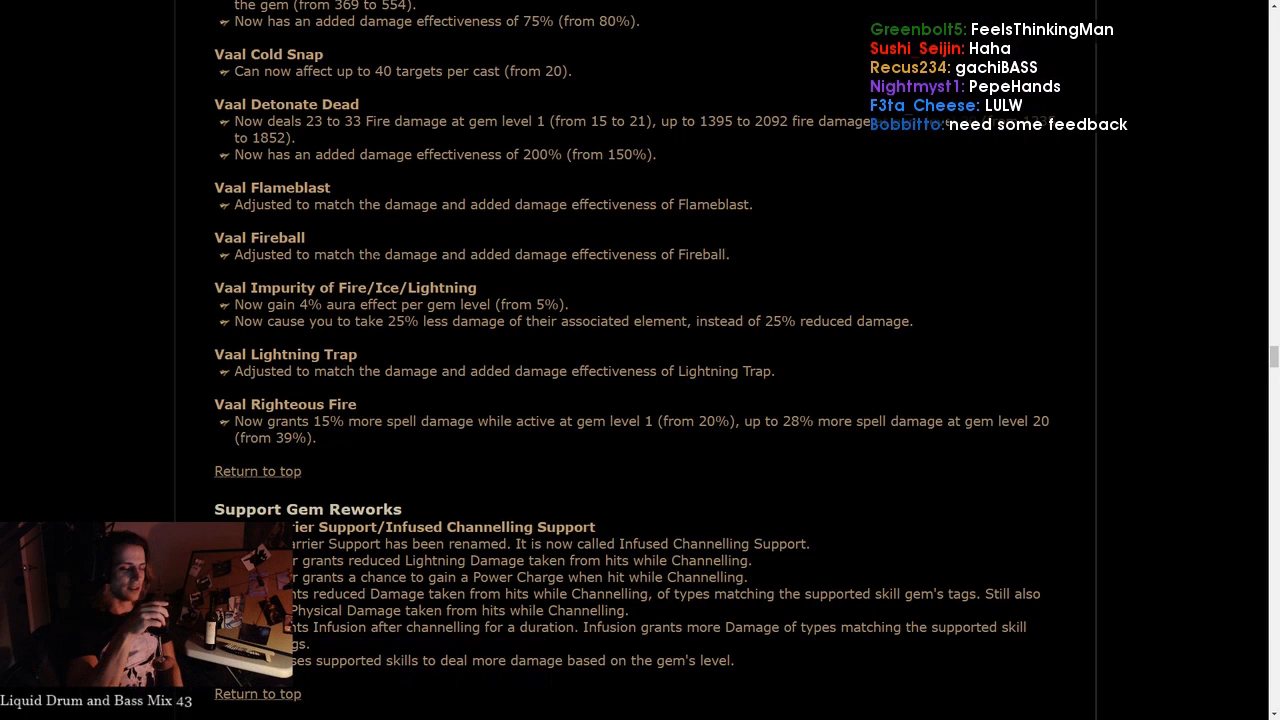 the gem (from 369 to 554).
Now has an added damage effectiveness of 75% (from 80%).
Vaal Cold Snap
Can now affect up to 40 targets per cast (from 20).
Vaal Detonate Dead
Now deals 23 to 33 Fire damage at gem level 1 (from 15 to 21), up to 1395 to 2092 fire damage
to 1852).
Now has an added damage effectiveness of 200% (from 150%).
Vaal Flameblast
Adjusted to match the damage and added damage effectiveness of Flameblast.
Vaal Fireball
Adjusted to match the damage and added damage effectiveness of Fireball.
Vaal Impurity of Fire/Ice/Lightning
Now gain 4% aura effect per gem level (from 5%).
Now cause you to take 25% less damage of their associated element, instead of 25% reduced damage.
Vaal Lightning Trap
Adjusted to match the damage and added damage effectiveness of Lightning Trap.
Vaal Righteous Fire
Now grants 15% more spell damage while active at gem level 1 (from 20%), up to 28% more spell damage at gem level 20
(from 39%).
Return to top
Support Gem Reworks
rier Support/Infused Channelling Support
arrier Support has been renamed. It is now called Infused Channelling Support.
r grants reduced Lightning Damage taken from hits while Channelling.
r grants a chance to gain a Power Charge when hit while Channelling.
nts reduced Damage taken from hits while Channelling, of types matching the supported skill gem's tags. Still also
Physical Damage taken from hits while Channelling.
nts Infusion after channelling for a duration. Infusion grants more Damage of types matching the supported skill
gs.
ses supported skills to deal more damage based on the gem's level.
Return to top
Greenbolt5: FeelsThinkingMan
Sushi_Seijin: Haha
Recus234: gachiBASS
Nightmyst1: PepeHands
F3ta_Cheese: LULW
Bobbitto: need some feedback
Liquid Drum and Bass Mix 43